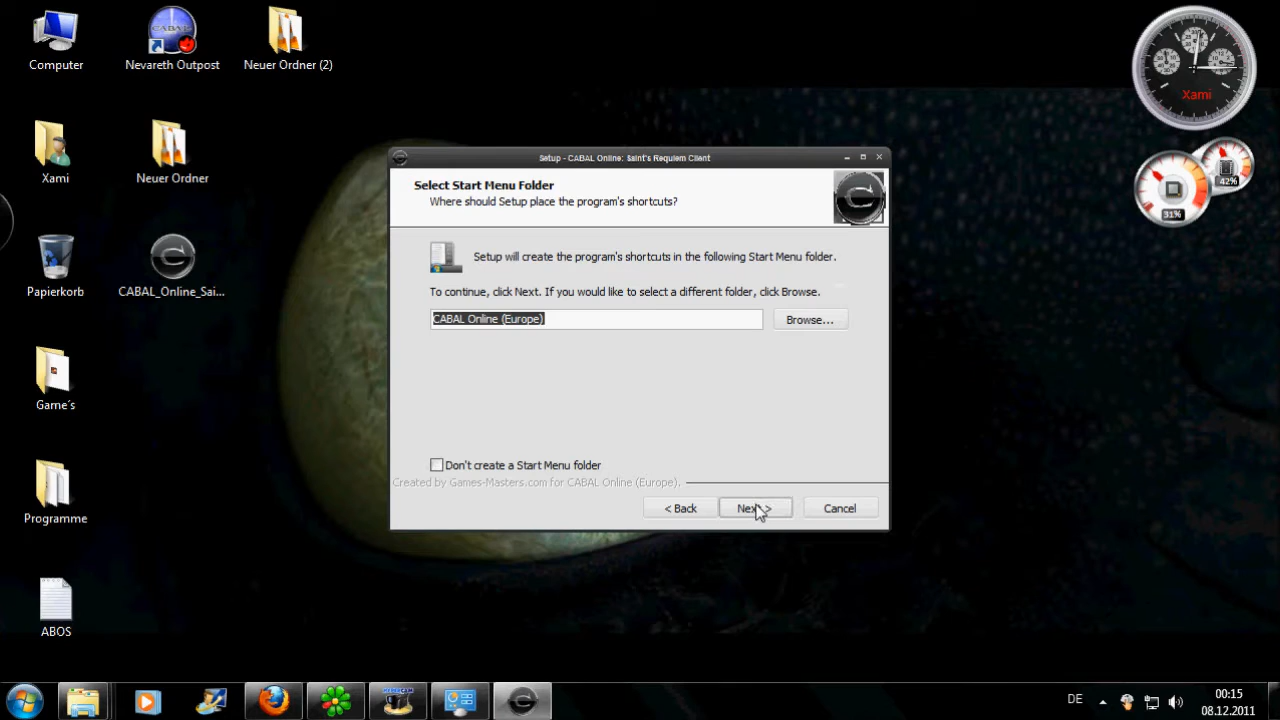 Computer
Nevareth Outpost
Neuer Ordner (2)
Xami
Neuer Ordner
Papierkorb
CABAL_Online_Sai...
Game´s
Programme
ABOS
Xami
42%
31%
Setup - CABAL Online: Saint's Requiem Client
Select Start Menu Folder
Where should Setup place the program's shortcuts?
Setup will create the program's shortcuts in the following Start Menu folder.
To continue, click Next. If you would like to select a different folder, click Browse.
CABAL Online (Europe)
Browse...
Don't create a Start Menu folder
Created by Games-Masters.com for CABAL Online (Europe).
< Back
Next >
Cancel
CABAL
HYPERCAM
DE
00:15
08.12.2011